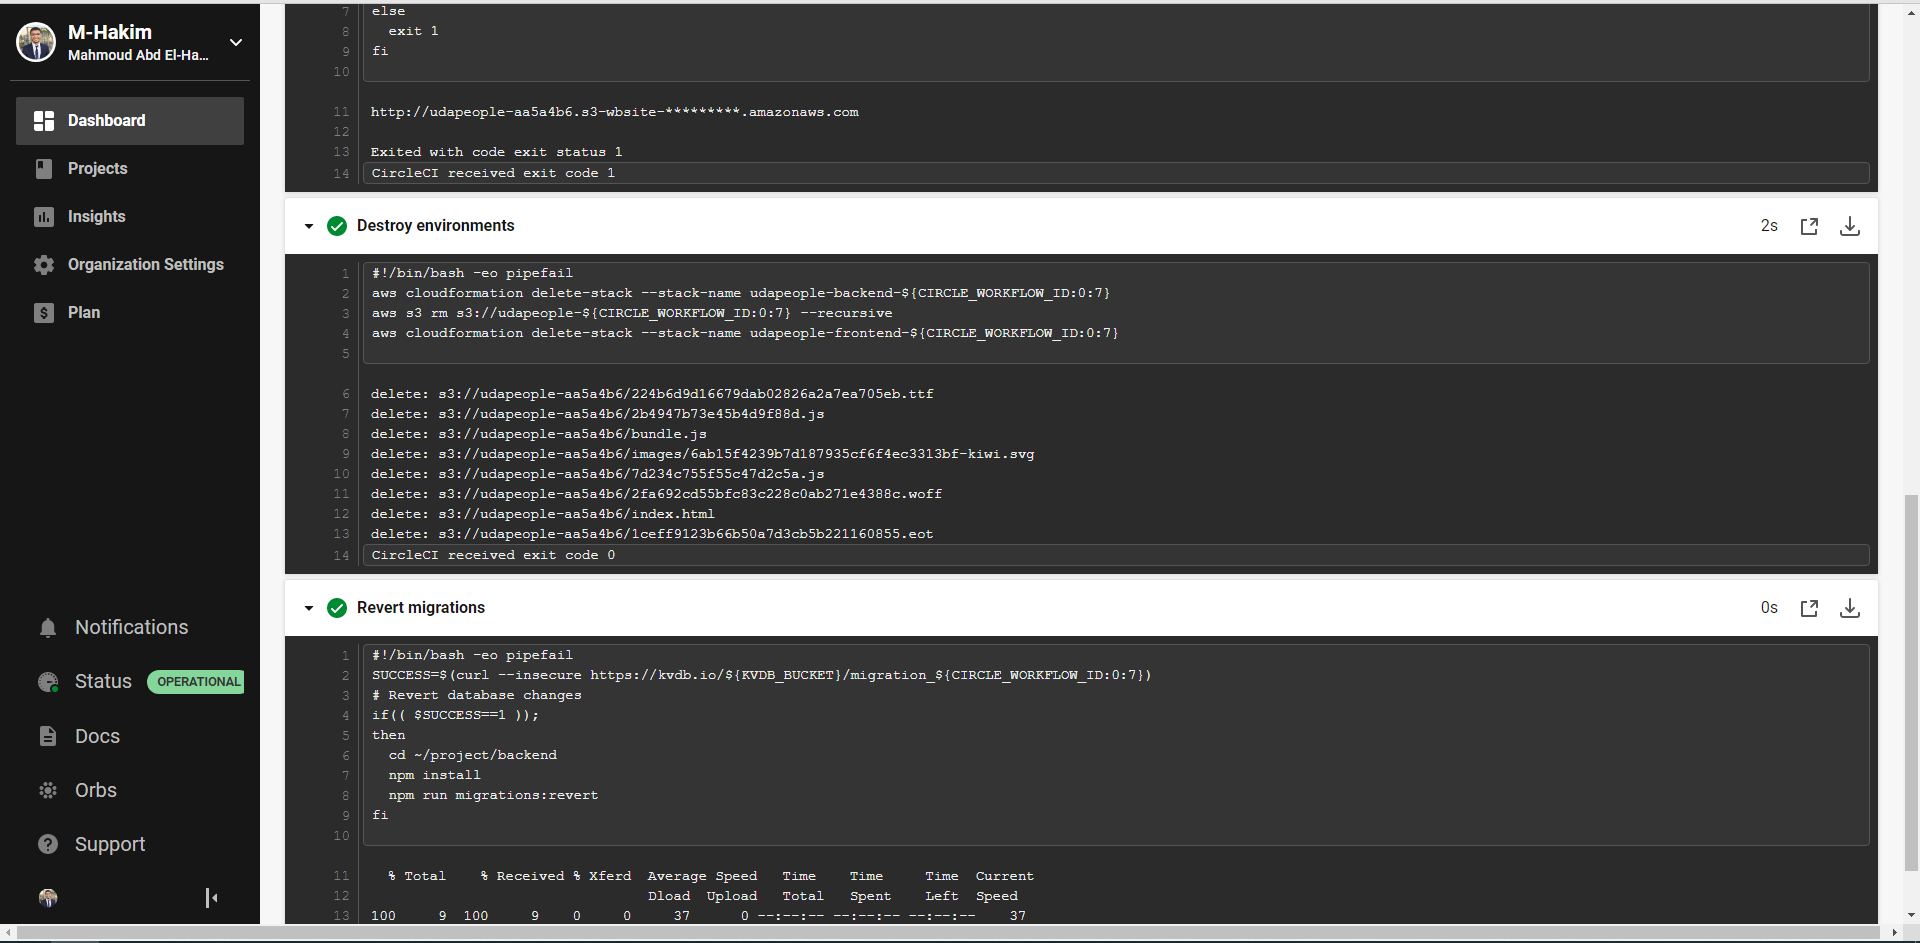 M-Hakim
Mahmoud Abd El-Ha...
Dashboard
Projects
Insights
Organization Settings
Plan
Notifications
Status OPERATIONAL
Docs
Orbs
Support
7 else
8   exit 1
9 fi
10
11 http://udapeople-aa5a4b6.s3-wbsite-*********.amazonaws.com
12
13 Exited with code exit status 1
14 CircleCI received exit code 1
Destroy environments 2s
1 #!/bin/bash -eo pipefail
2 aws cloudformation delete-stack --stack-name udapeople-backend-${CIRCLE_WORKFLOW_ID:0:7}
3 aws s3 rm s3://udapeople-${CIRCLE_WORKFLOW_ID:0:7} --recursive
4 aws cloudformation delete-stack --stack-name udapeople-frontend-${CIRCLE_WORKFLOW_ID:0:7}
5
6 delete: s3://udapeople-aa5a4b6/224b6d9d16679dab02826a2a7ea705eb.ttf
7 delete: s3://udapeople-aa5a4b6/2b4947b73e45b4d9f88d.js
8 delete: s3://udapeople-aa5a4b6/bundle.js
9 delete: s3://udapeople-aa5a4b6/images/6ab15f4239b7d187935cf6f4ec3313bf-kiwi.svg
10 delete: s3://udapeople-aa5a4b6/7d234c755f55c47d2c5a.js
11 delete: s3://udapeople-aa5a4b6/2fa692cd55bfc83c228c0ab271e4388c.woff
12 delete: s3://udapeople-aa5a4b6/index.html
13 delete: s3://udapeople-aa5a4b6/1ceff9123b66b50a7d3cb5b221160855.eot
14 CircleCI received exit code 0
Revert migrations 0s
1 #!/bin/bash -eo pipefail
2 SUCCESS=$(curl --insecure https://kvdb.io/${KVDB_BUCKET}/migration_${CIRCLE_WORKFLOW_ID:0:7})
3 # Revert database changes
4 if(( $SUCCESS==1 ));
5 then
6   cd ~/project/backend
7   npm install
8   npm run migrations:revert
9 fi
10
11   % Total    % Received % Xferd  Average Speed   Time    Time     Time  Current
12                                  Dload  Upload   Total   Spent    Left  Speed
13 100     9  100     9    0     0     37      0 --:--:-- --:--:-- --:--:--    37